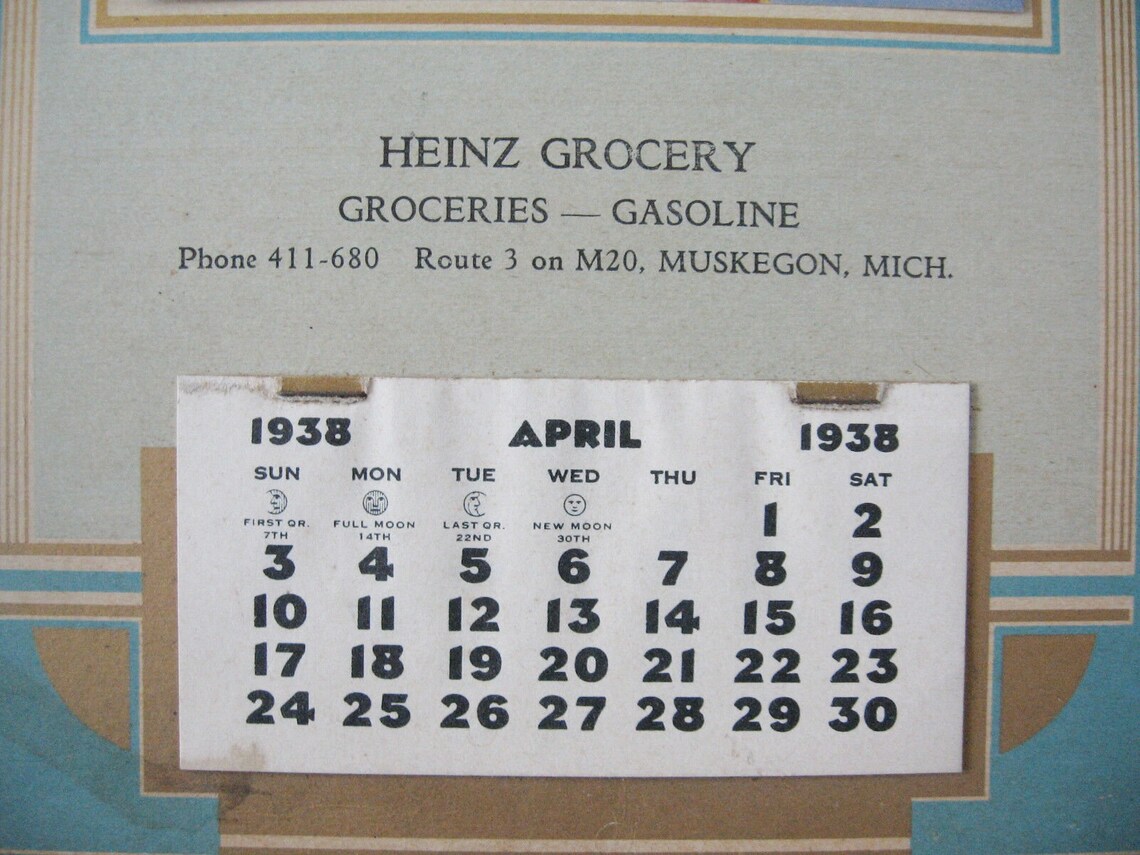 HEINZ GROCERY
GROCERIES — GASOLINE
Phone 411-680 Route 3 on M20, MUSKEGON, MICH.
1938 APRIL 1938
SUN MON TUE WED THU FRI SAT
FIRST QR. 7TH FULL MOON 14TH LAST QR. 22ND NEW MOON 30TH 1 2
3 4 5 6 7 8 9
10 11 12 13 14 15 16
17 18 19 20 21 22 23
24 25 26 27 28 29 30